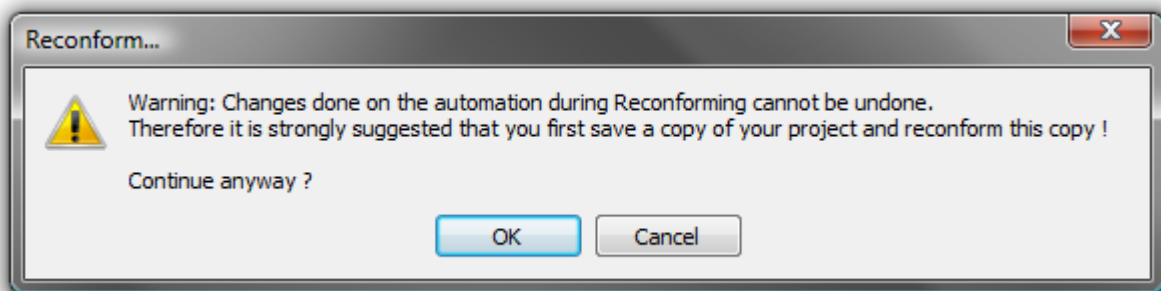 Reconform...
Warning: Changes done on the automation during Reconforming cannot be undone.
Therefore it is strongly suggested that you first save a copy of your project and reconform this copy !
Continue anyway ?
OK Cancel